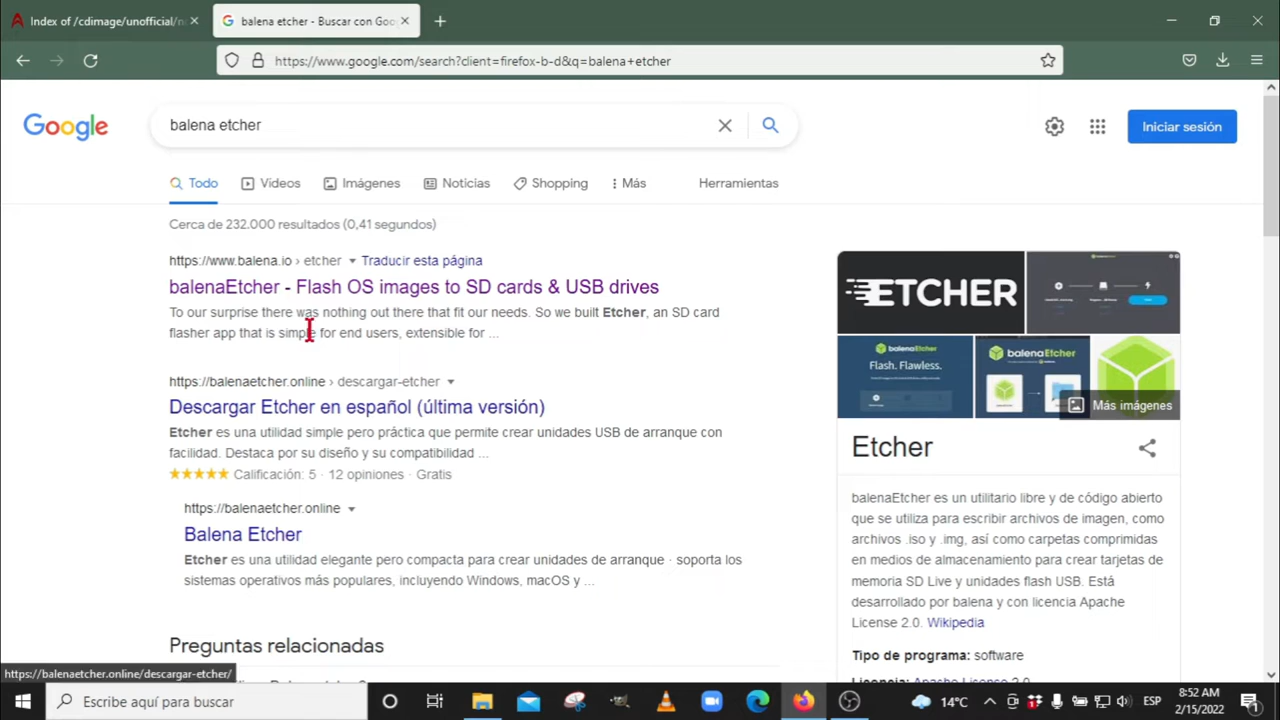 Index of /cdimage/unofficial/n
balena etcher - Buscar con Goo
https://www.google.com/search?client=firefox-b-d&q=balena+etcher
Google
balena etcher
Iniciar sesión
Todo
Videos
Imágenes
Noticias
Shopping
Más
Herramientas
Cerca de 232.000 resultados (0,41 segundos)
https://www.balena.io › etcher
Traducir esta página
balenaEtcher - Flash OS images to SD cards & USB drives
To our surprise there was nothing out there that fit our needs. So we built Etcher, an SD card
flasher app that is simple for end users, extensible for ...
https://balenaetcher.online › descargar-etcher
Descargar Etcher en español (última versión)
Etcher es una utilidad simple pero práctica que permite crear unidades USB de arranque con
facilidad. Destaca por su diseño y su compatibilidad ...
Calificación: 5 · 12 opiniones · Gratis
https://balenaetcher.online
Balena Etcher
Etcher es una utilidad elegante pero compacta para crear unidades de arranque · soporta los
sistemas operativos más populares, incluyendo Windows, macOS y ...
Preguntas relacionadas
ETCHER
balenaEtcher
Flash. Flawless.
balenaEtcher
Más imágenes
Etcher
balenaEtcher es un utilitario libre y de código abierto
que se utiliza para escribir archivos de imagen, como
archivos .iso y .img, así como carpetas comprimidas
en medios de almacenamiento para crear tarjetas de
memoria SD Live y unidades flash USB. Está
desarrollado por balena y con licencia Apache
License 2.0. Wikipedia
Tipo de programa: software
Licencia: Apache License 2.0
https://balenaetcher.online/descargar-etcher/
Escribe aquí para buscar
14°C
ESP
8:52 AM
2/15/2022